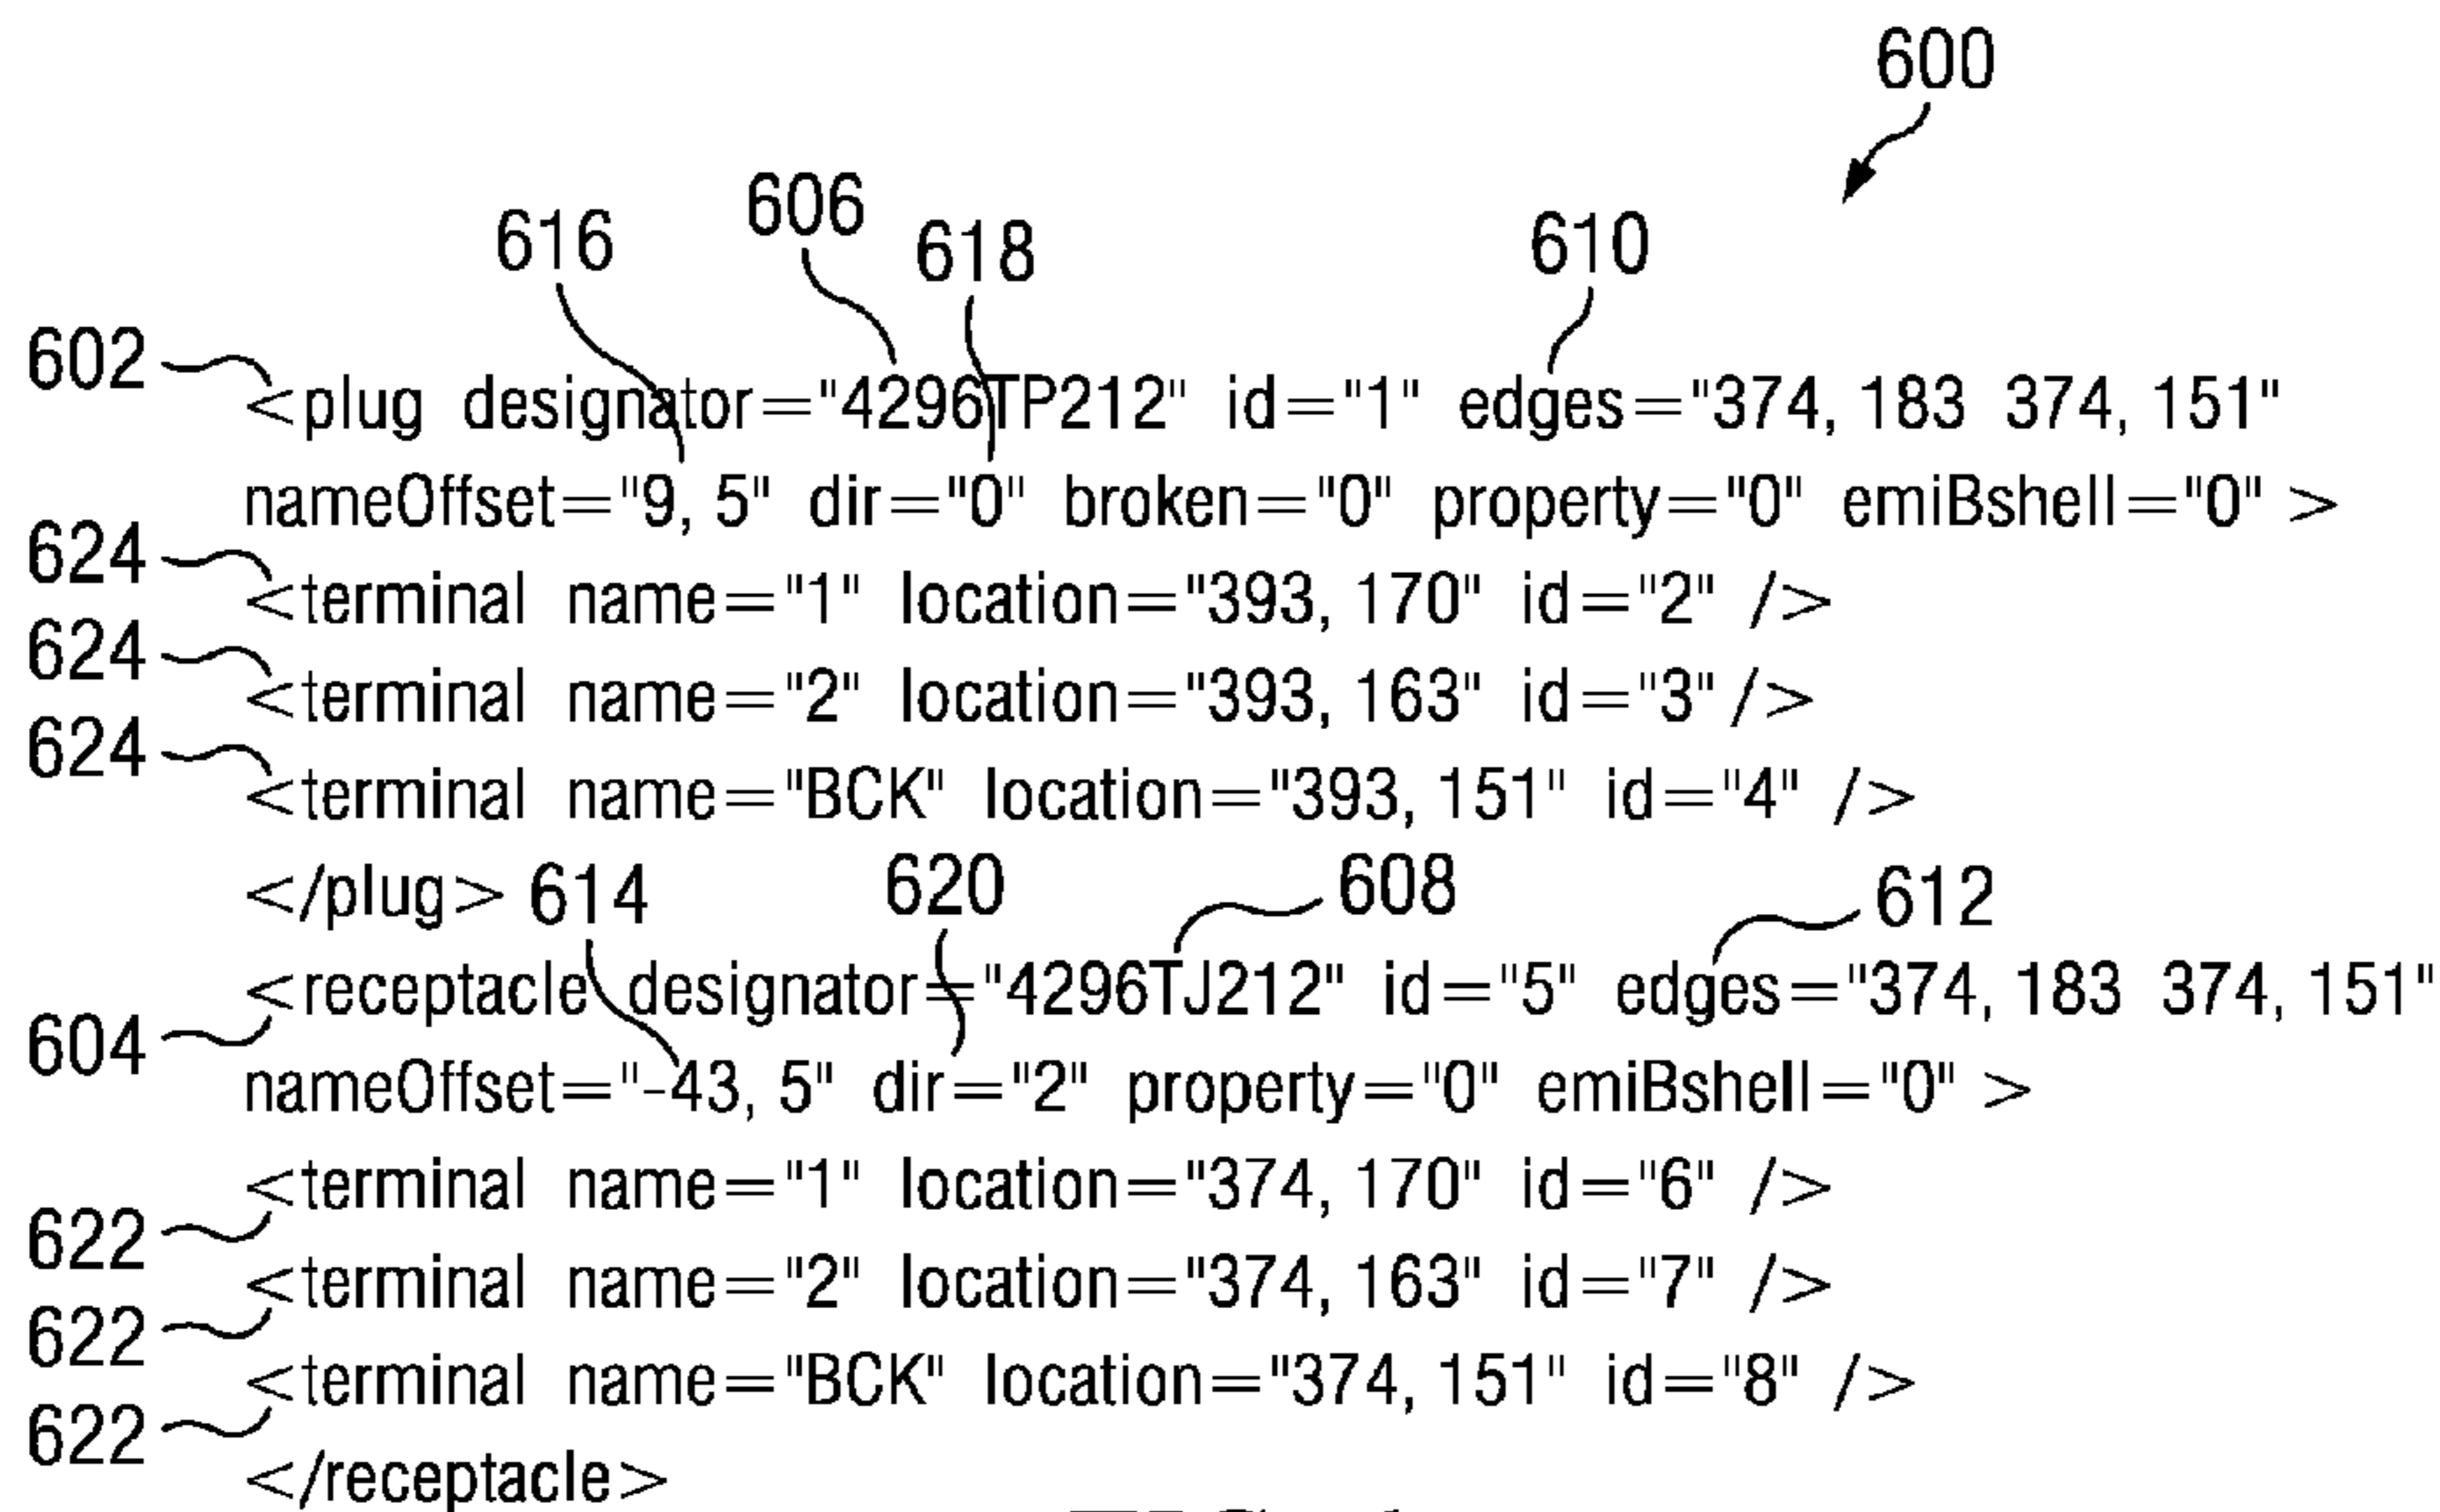 600
606
616 618 610
602
<plug designator="4296TP212" id="1" edges="374, 183 374, 151"
nameOffset="9, 5" dir="0" broken="0" property="0" emiBshell="0" >
624
<terminal name="1" location="393, 170" id="2" />
624
<terminal name="2" location="393, 163" id="3" />
624
<terminal name="BCK" location="393, 151" id="4" />
</plug> 614 620 608 612
<receptacle designator="4296TJ212" id="5" edges="374, 183 374, 151"
604
nameOffset="-43, 5" dir="2" property="0" emiBshell="0" >
<terminal name="1" location="374, 170" id="6" />
622
<terminal name="2" location="374, 163" id="7" />
622
<terminal name="BCK" location="374, 151" id="8" />
622
</receptacle>